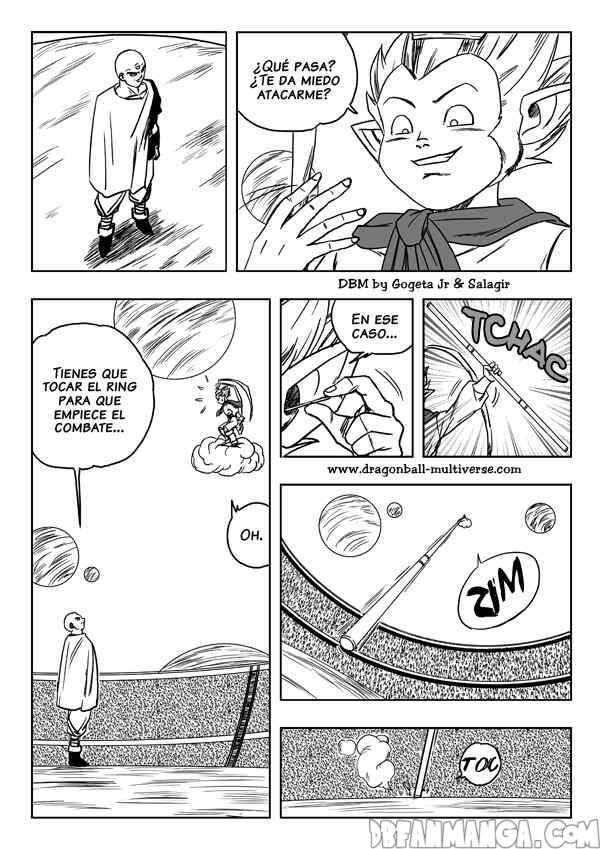 ¿QUÉ PASA?
¿TE DA MIEDO
ATACARME?
DBM by Gogeta Jr & Salagir
TIENES QUE
TOCAR EL RING
PARA QUE
EMPIECE EL
COMBATE...
OH.
EN ESE
CASO...
TCHAC
www.dragonball-multiverse.com
TOC
DBFANMANGA.COM